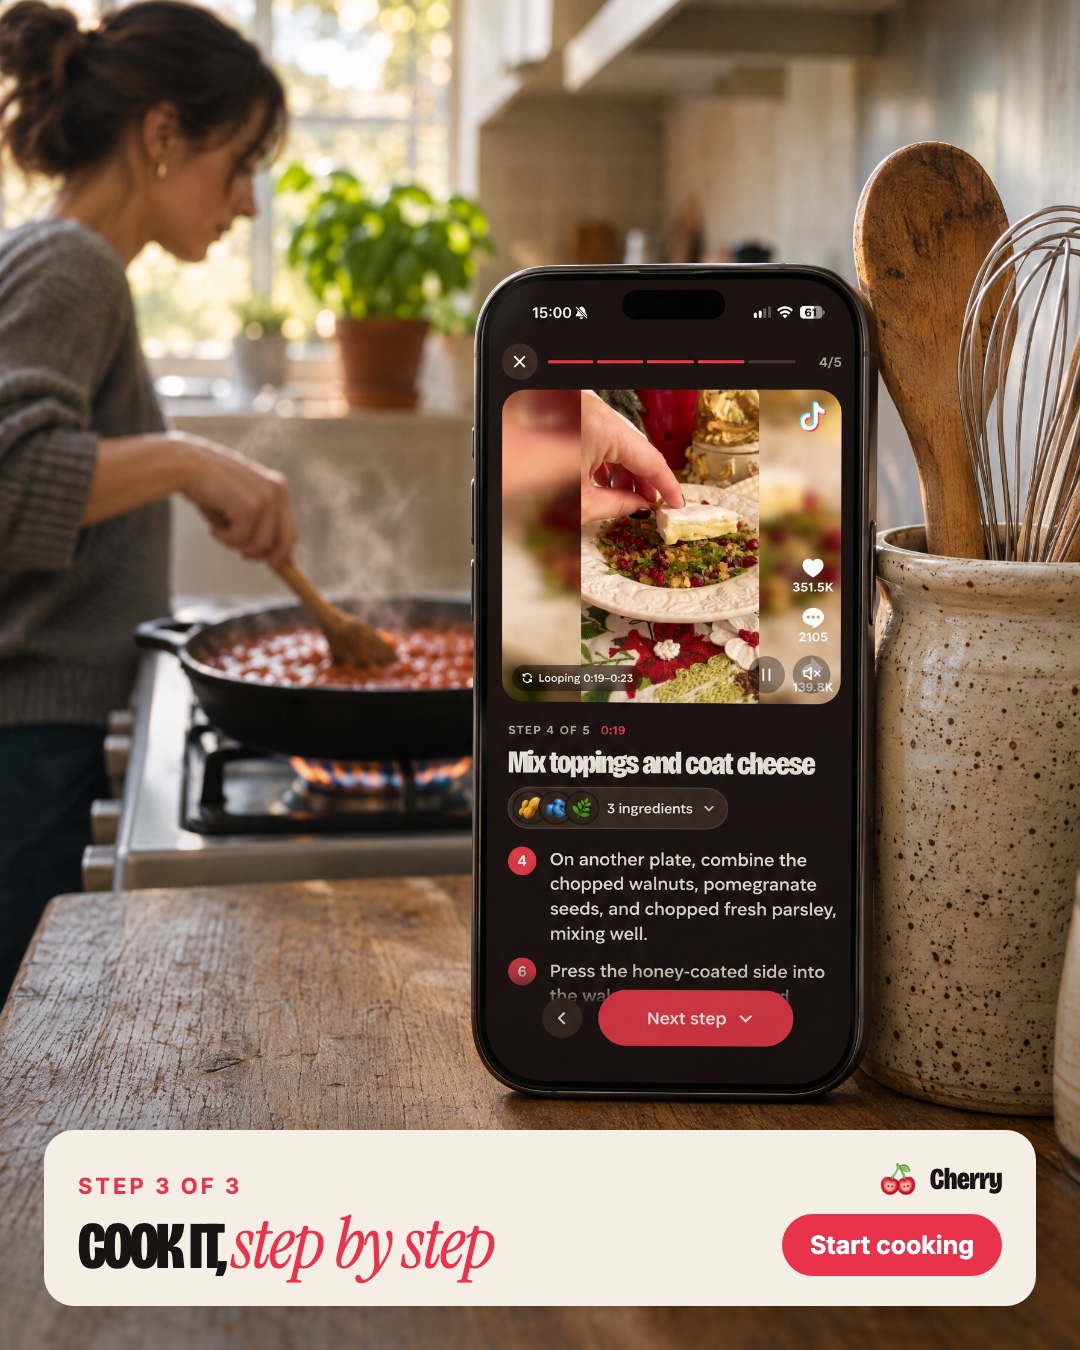 15:00
61
4/5
351.5K
2105
Looping 0:19–0:23
139.8K
STEP 4 OF 5 0:19
Mix toppings and coat cheese
3 ingredients
4 On another plate, combine the
chopped walnuts, pomegranate
seeds, and chopped fresh parsley,
mixing well.
6 Press the honey-coated side into
the
Next step
STEP 3 OF 3
Cherry
COOK IT, step by step
Start cooking